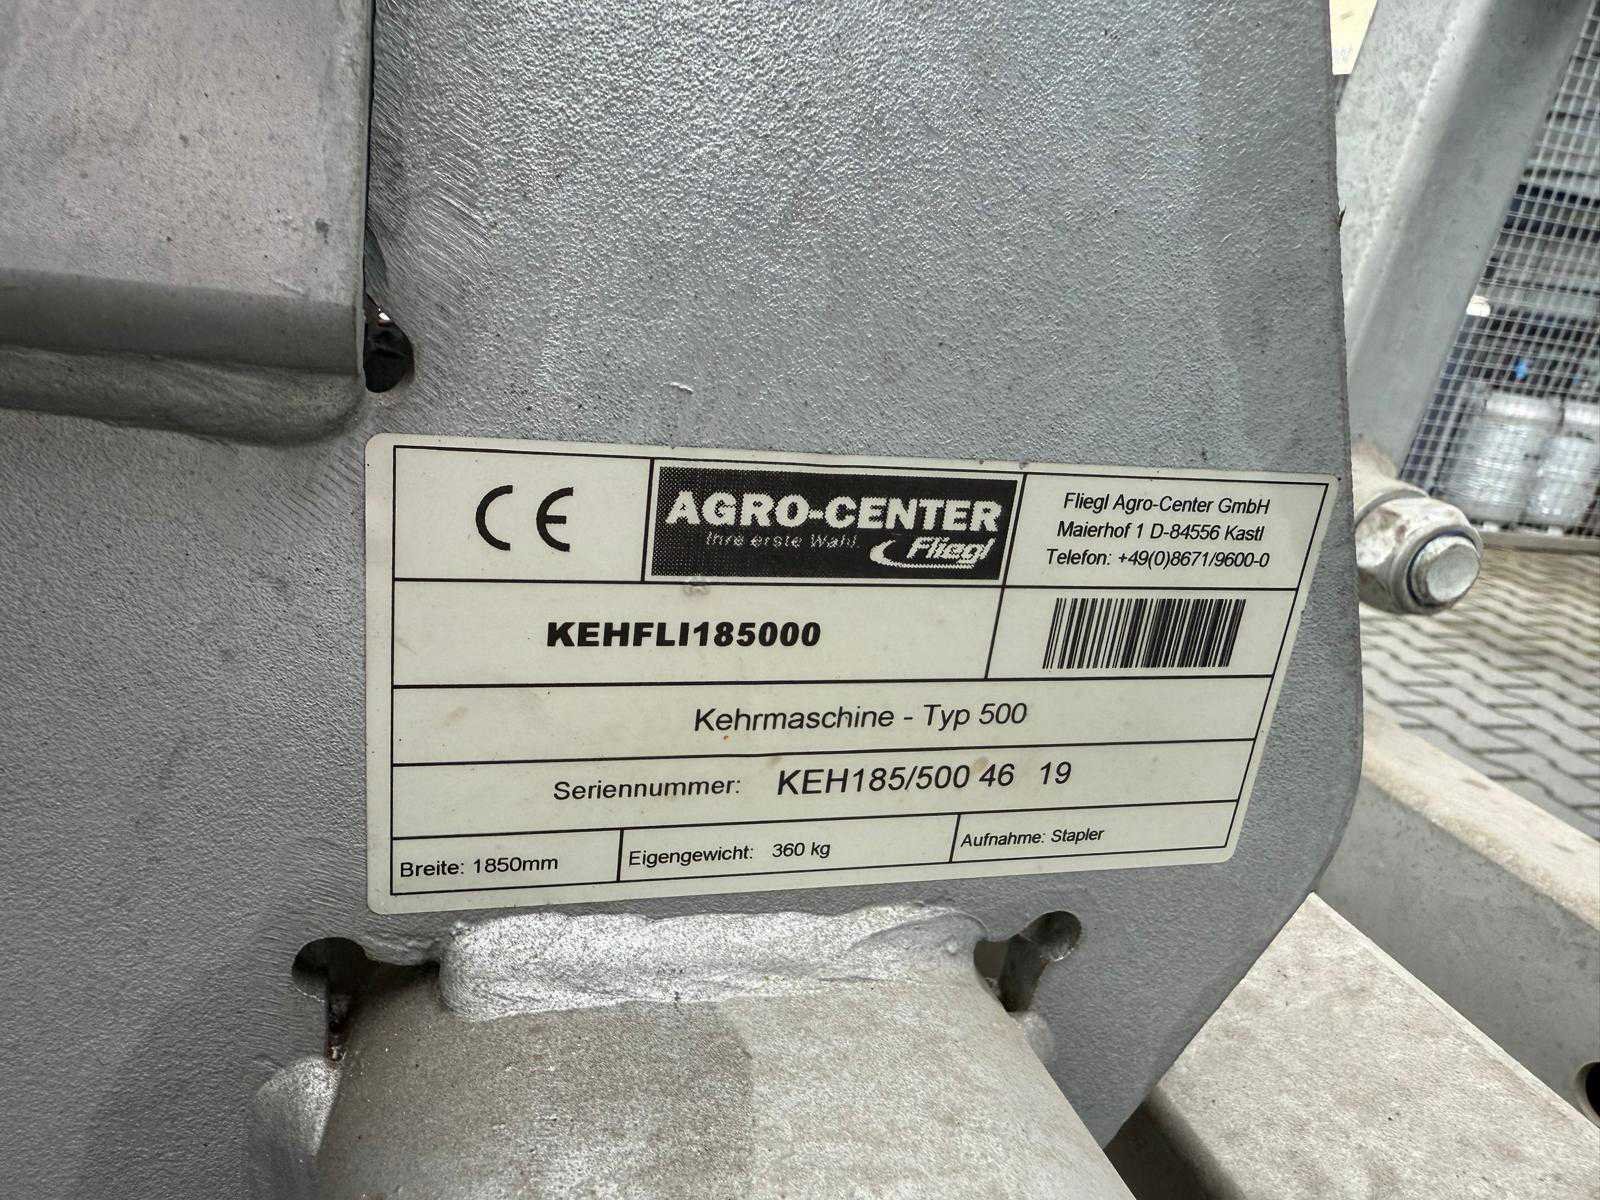 CE
AGRO-CENTER
Ihre erste Wahl.
Fliegl
Fliegl Agro-Center GmbH
Maierhof 1 D-84556 Kastl
Telefon: +49(0)8671/9600-0
KEHFLI185000
Kehrmaschine - Typ 500
Seriennummer: KEH185/500 46 19
Breite: 1850mm
Eigengewicht: 360 kg
Aufnahme: Stapler